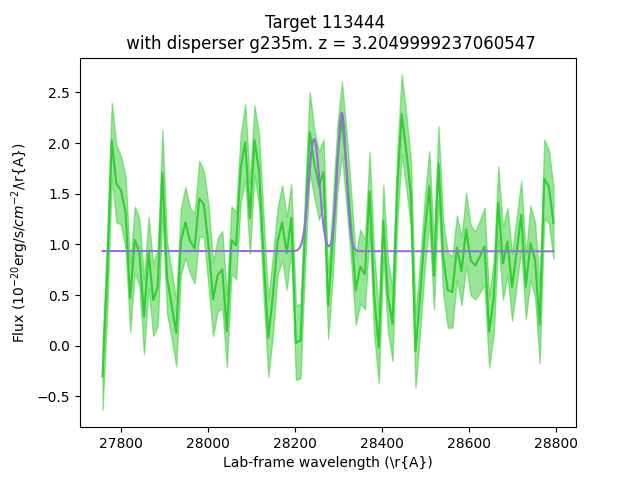 Target 113444
with disperser g235m. z = 3.2049999237060547
Flux (10^{-20}erg/s/cm^{-2}/\r{A})
2.5
2.0
1.5
1.0
0.5
0.0
−0.5
27800 28000 28200 28400 28600 28800
Lab-frame wavelength (\r{A})